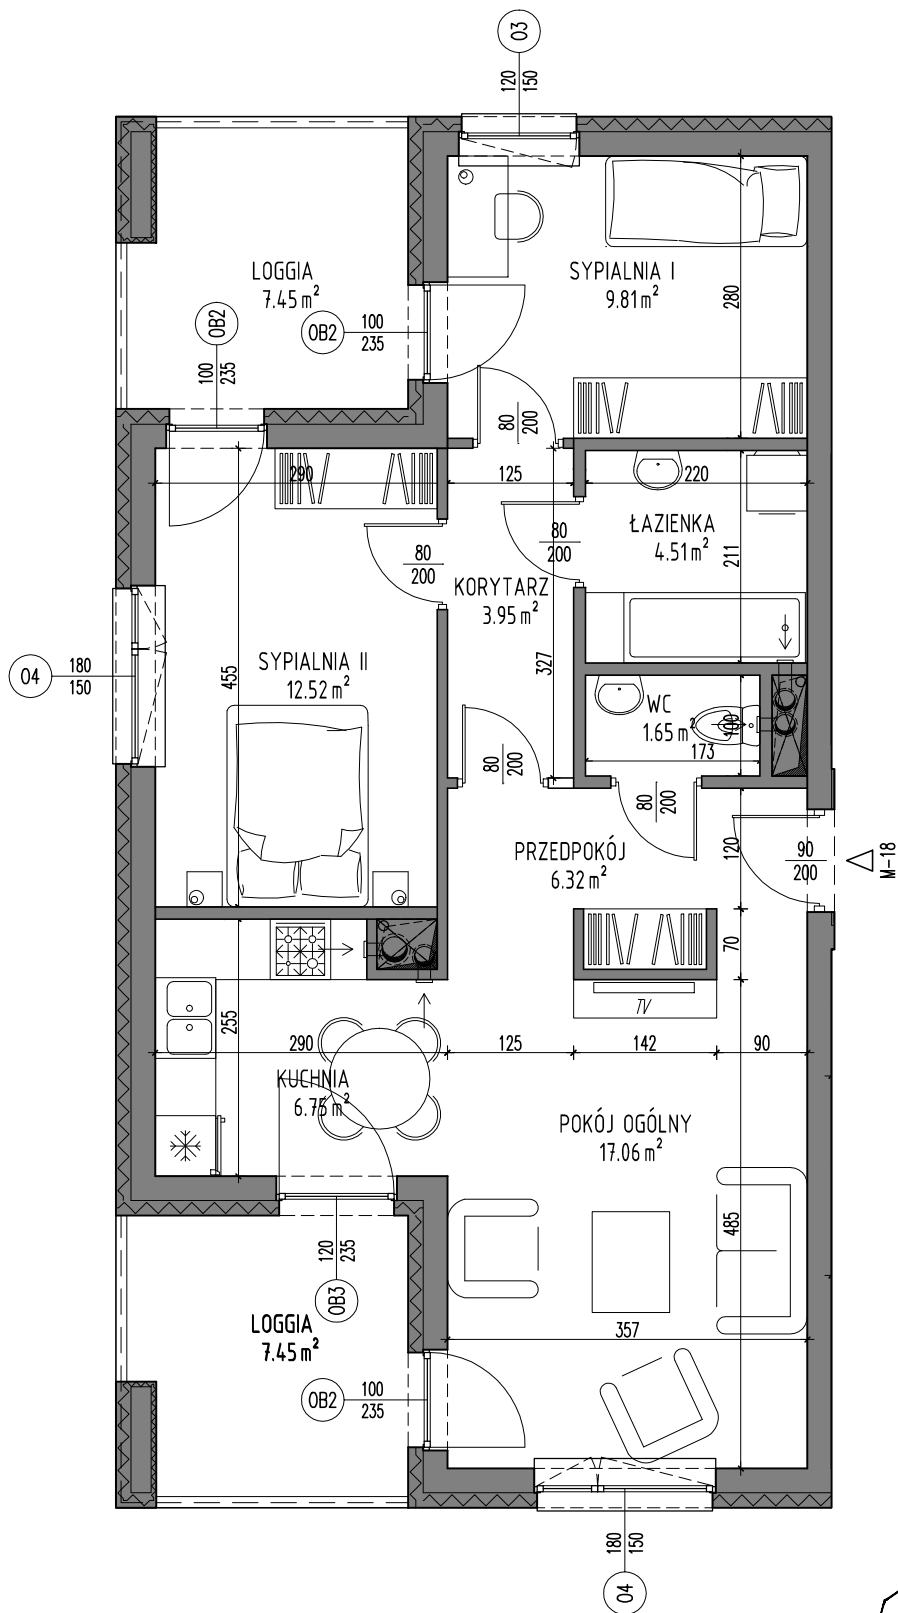 03
120
150
LOGGIA
7.45 m²
SYPIALNIA I
9.81 m²
280
OB2
100
235
OB2
100
235
80
200
290
125
220
ŁAZIENKA
4.51 m²
211
80
200
80
200
KORYTARZ
3.95 m²
327
04
180
150
SYPIALNIA II
12.52 m²
455
WC
1.65 m²
100
173
80
200
80
200
PRZEDPOKÓJ
6.32 m²
120
90
200
M-18
70
TV
255
290
125
142
90
KUCHNIA
6.75 m²
POKÓJ OGÓLNY
17.06 m²
485
120
235
OB3
LOGGIA
7.45 m²
357
OB2
100
235
180
150
04